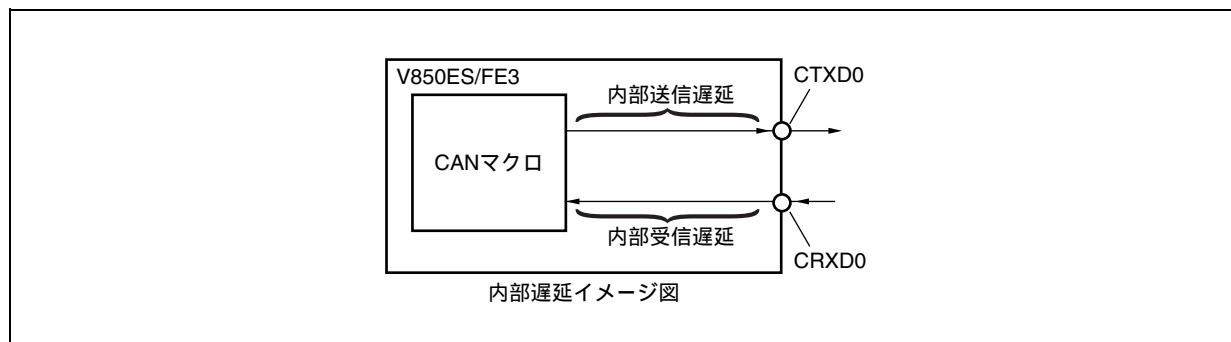 V850ES/FE3
CTXD0
内部送信遅延
CANマクロ
内部受信遅延
CRXD0
内部遅延イメージ図